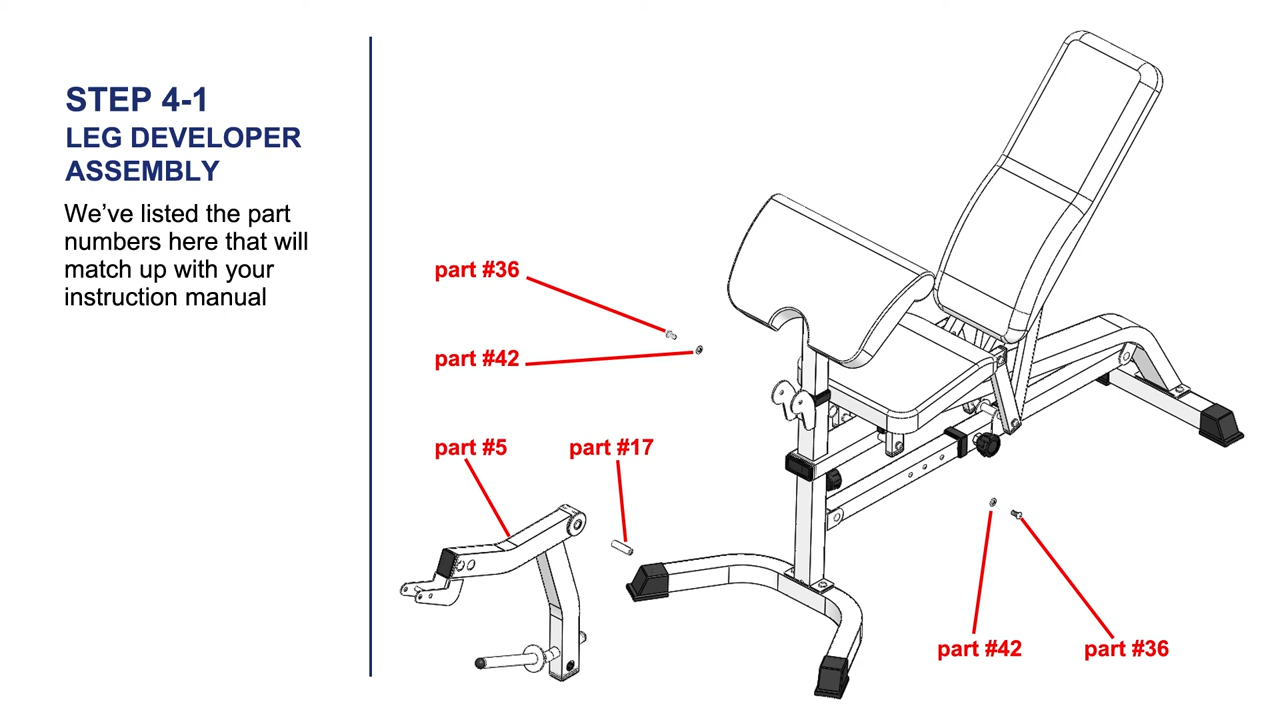 STEP 4-1
LEG DEVELOPER
ASSEMBLY
We’ve listed the part
numbers here that will
match up with your
instruction manual
part #36
part #42
part #5
part #17
part #42
part #36